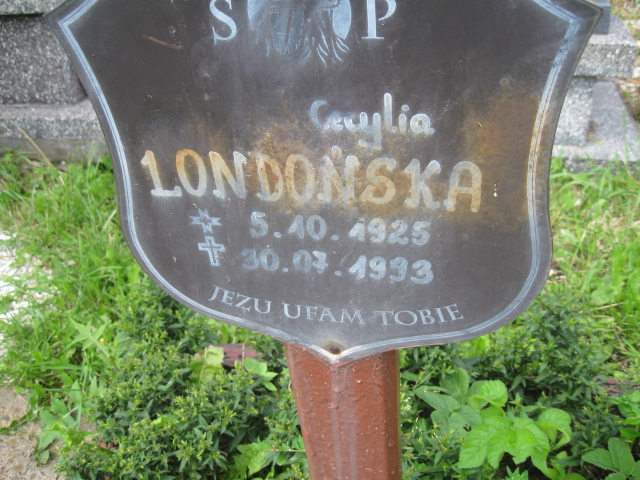 S P
Cecylia
LONDOŃSKA
5.10.1925
30.07.1993
JEZU UFAM TOBIE